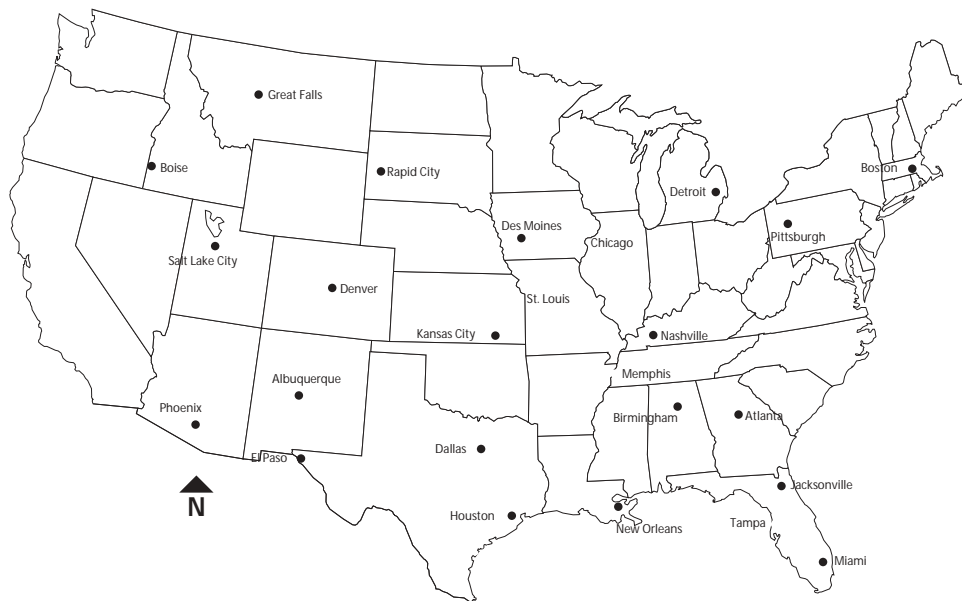 Great Falls
Boise
Rapid City
Boston
Detroit
Des Moines
Chicago
Pittsburgh
Salt Lake City
Denver
St. Louis
Kansas City
Nashville
Memphis
Albuquerque
Phoenix
Birmingham
Atlanta
El Paso
Dallas
Jacksonville
N
Houston
New Orleans
Tampa
Miami